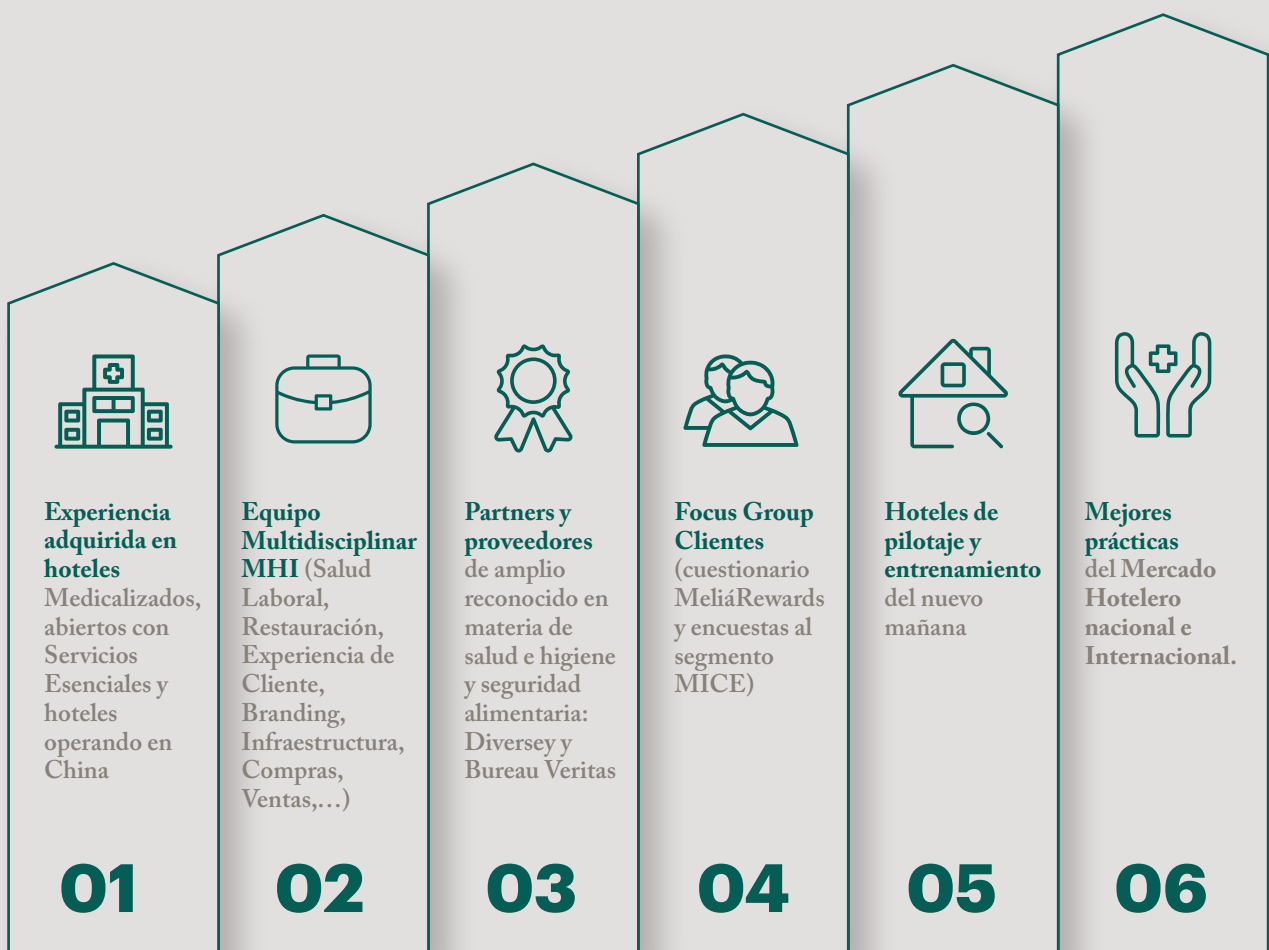 Experiencia
adquirida en
hoteles
Medicalizados,
abiertos con
Servicios
Esenciales y
hoteles
operando en
China
01
Equipo
Multidisciplinar
MHI (Salud
Laboral,
Restauración,
Experiencia de
Cliente,
Branding,
Infraestructura,
Compras,
Ventas,…)
02
Partners y
proveedores
de amplio
reconocido en
materia de
salud e higiene
y seguridad
alimentaria:
Diversey y
Bureau Veritas
03
Focus Group
Clientes
(cuestionario
MeliáRewards
y encuestas al
segmento
MICE)
04
Hoteles de
pilotaje y
entrenamiento
del nuevo
mañana
05
Mejores
prácticas
del Mercado
Hotelero
nacional e
Internacional.
06